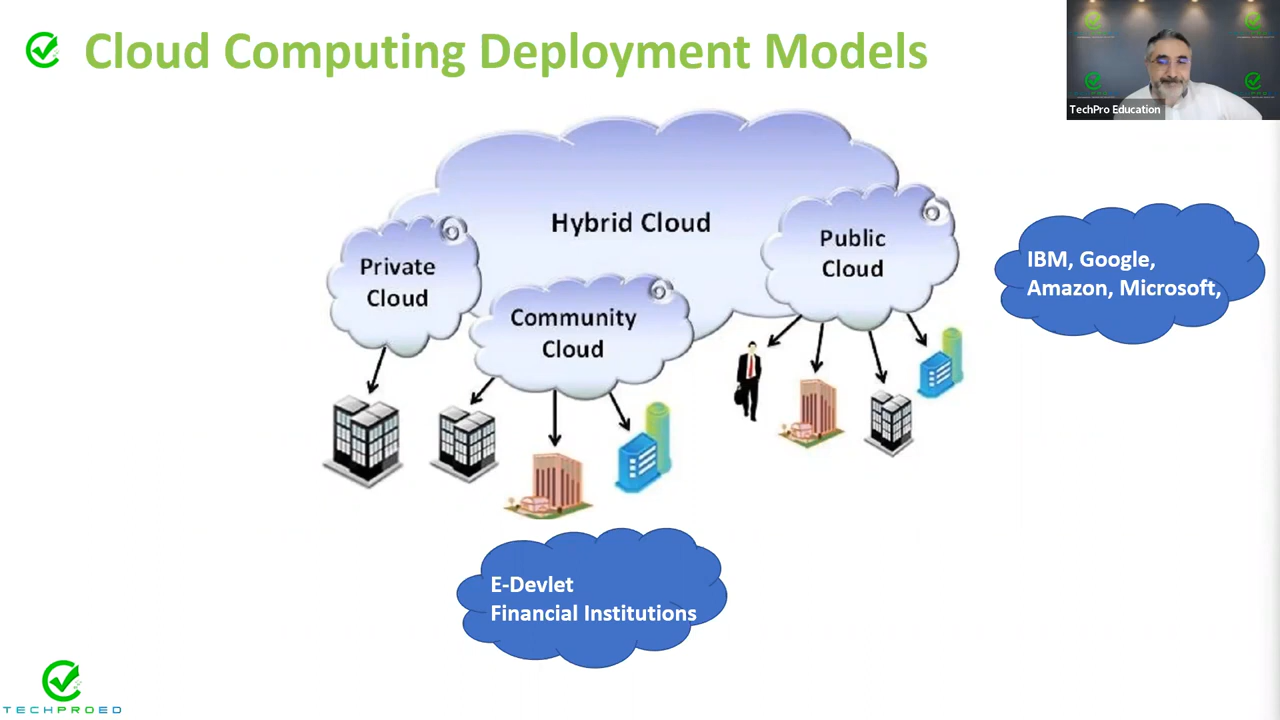 Cloud Computing Deployment Models
TechPro Education
Hybrid Cloud
Private
Cloud
Community
Cloud
Public
Cloud
IBM, Google,
Amazon, Microsoft,
E-Devlet
Financial Institutions
TECHPROED